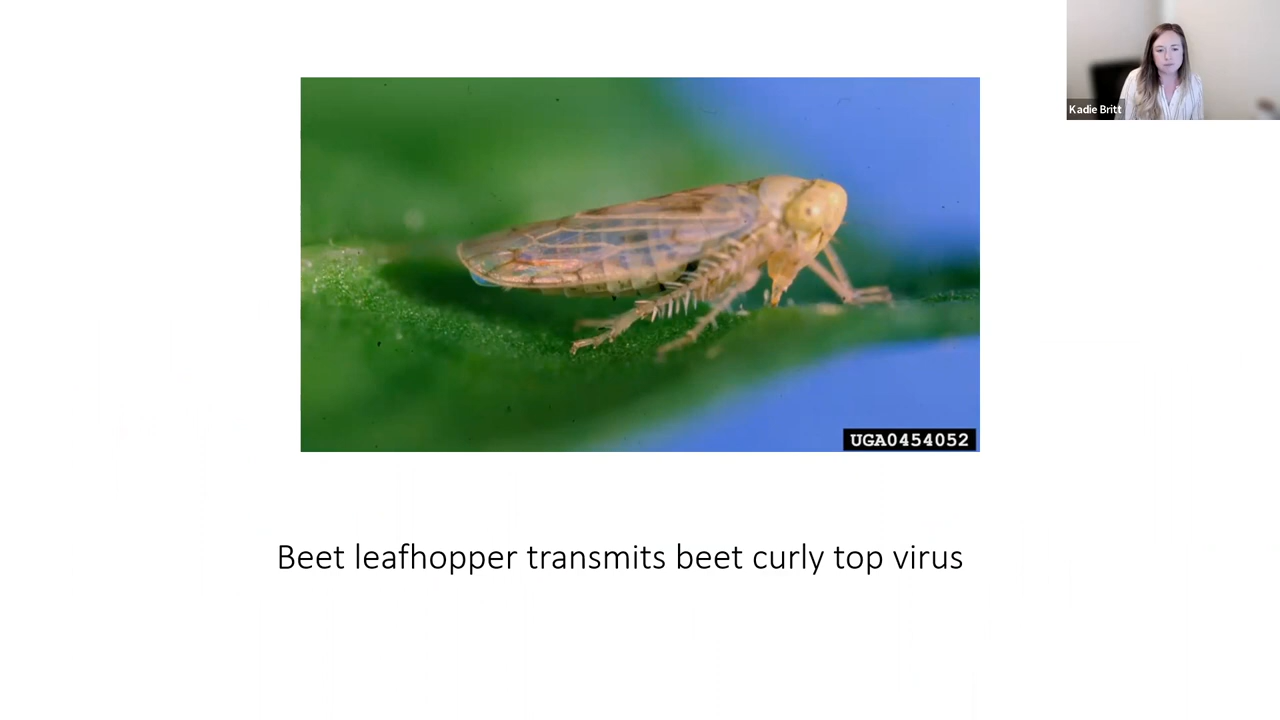 Kadie Britt
UGA0454052
Beet leafhopper transmits beet curly top virus